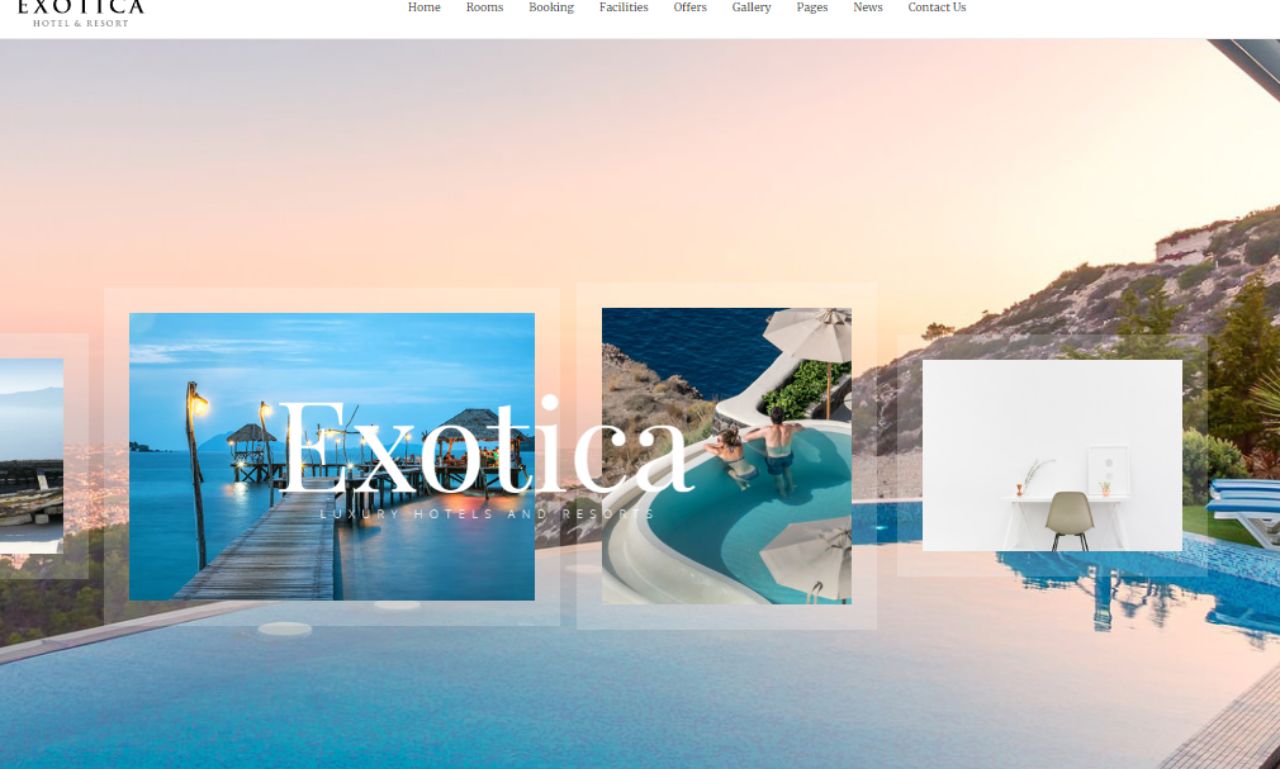 EXOTICA
HOTEL & RESORT
Home Rooms Booking Facilities Offers Gallery Pages News Contact Us
Exotica
LUXURY HOTELS AND RESORTS